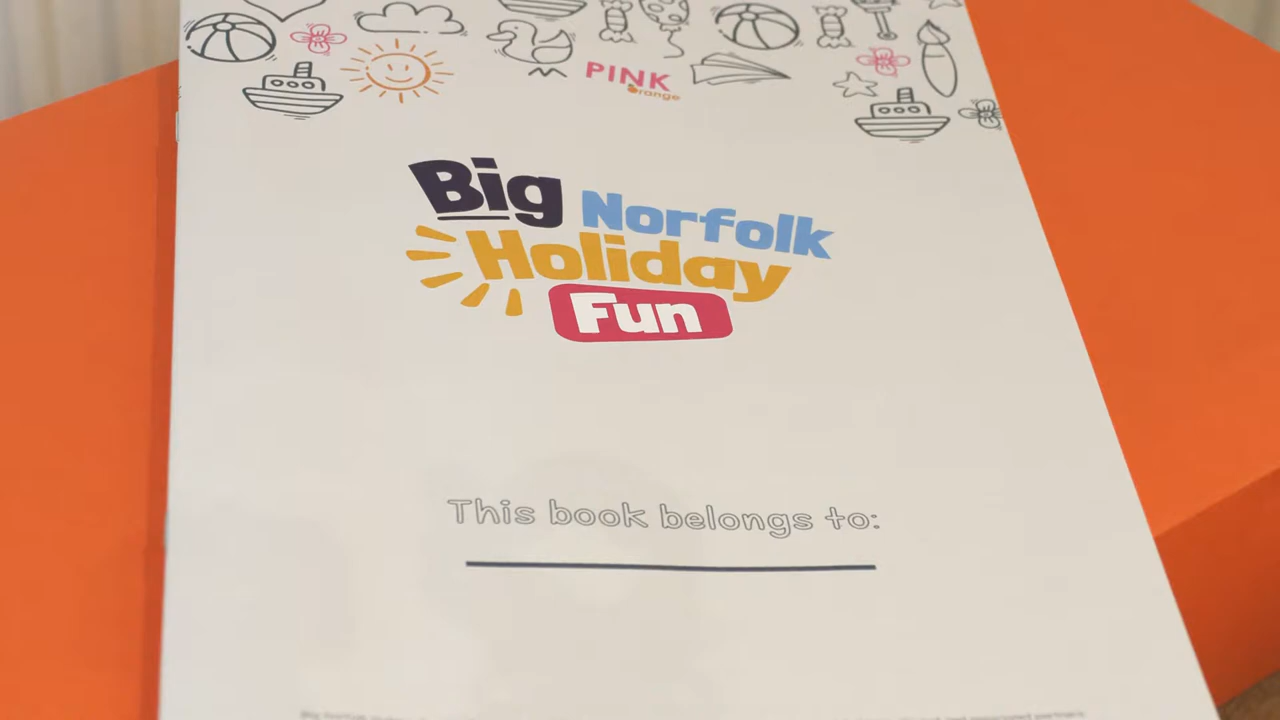 PINK
Orange
Big Norfolk
Holiday
Fun
This book belongs to: